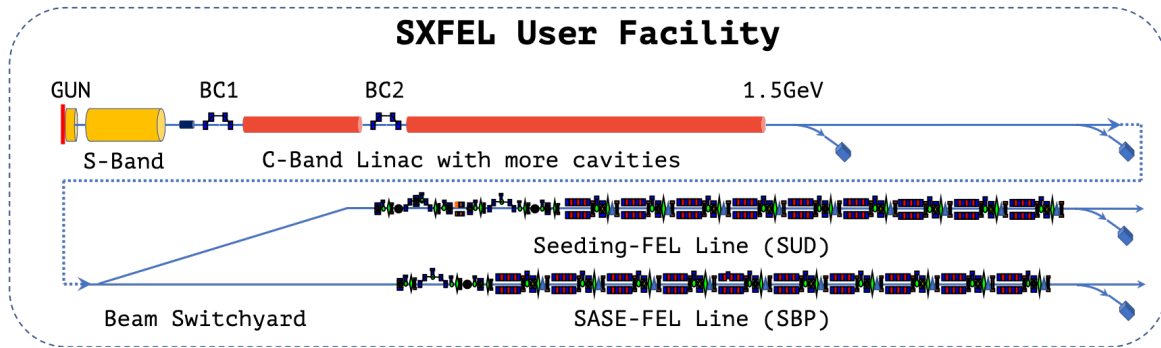 SXFEL User Facility
GUN
BC1
BC2
1.5GeV
S-Band
C-Band Linac with more cavities
Seeding-FEL Line (SUD)
Beam Switchyard
SASE-FEL Line (SBP)